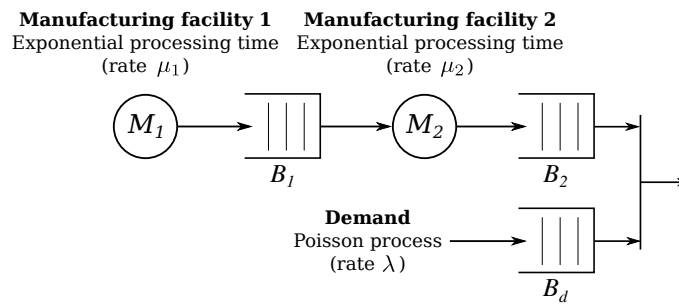 Manufacturing facility 1
Exponential processing time
(rate μ₁)
Manufacturing facility 2
Exponential processing time
(rate μ₂)
M₁
B₁
M₂
B₂
Demand
Poisson process
(rate λ)
B_d